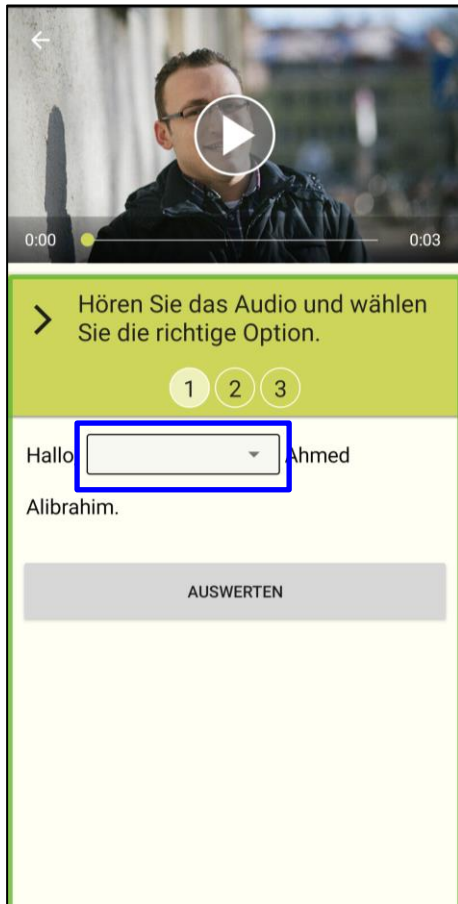 0:00
0:03
Hören Sie das Audio und wählen
Sie die richtige Option.
1 2 3
Hallo Ahmed
Alibrahim.
AUSWERTEN